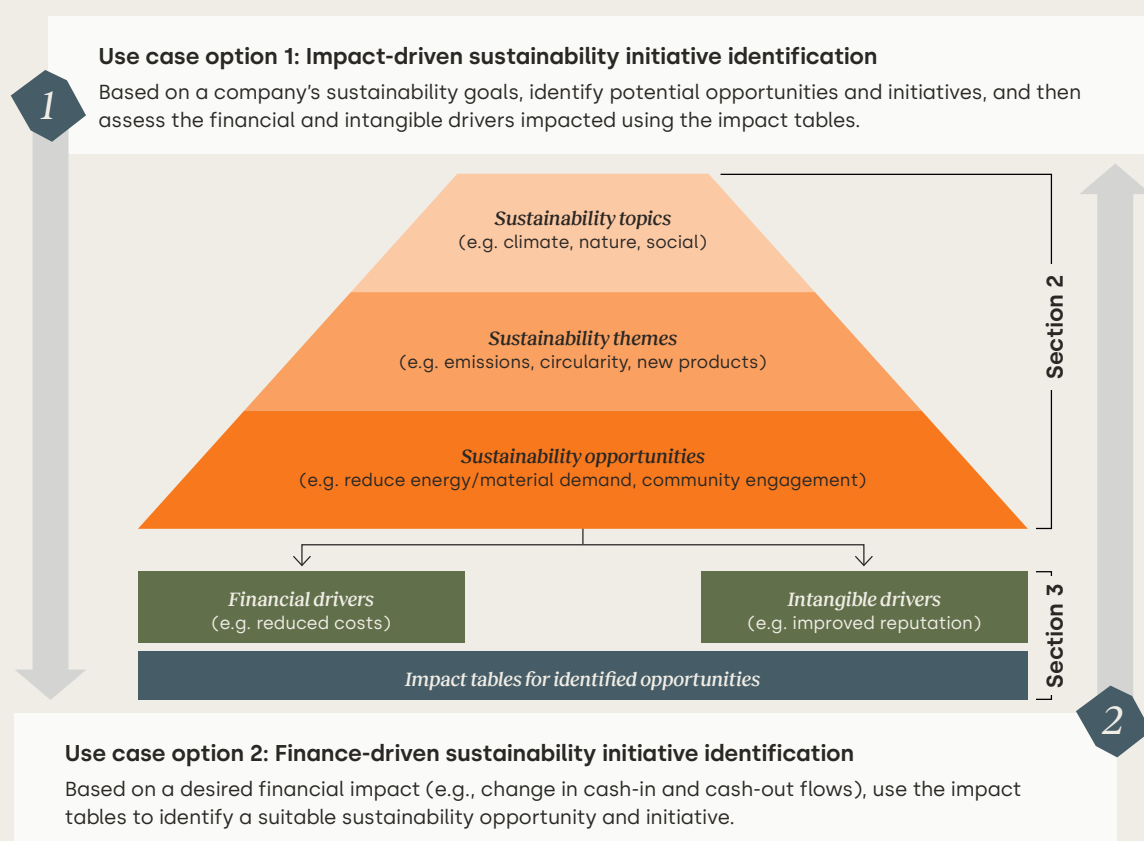 Use case option 1: Impact-driven sustainability initiative identification
1
Based on a company's sustainability goals, identify potential opportunities and initiatives, and then
assess the financial and intangible drivers impacted using the impact tables.
Sustainability topics
(e.g. climate, nature, social)
Section 2
Sustainability themes
(e.g. emissions, circularity, new products)
Sustainability opportunities
(e.g. reduce energy/material demand, community engagement)
Financial drivers
(e.g. reduced costs)
Intangible drivers
(e.g. improved reputation)
Section 3
Impact tables for identified opportunities
2
Use case option 2: Finance-driven sustainability initiative identification
Based on a desired financial impact (e.g., change in cash-in and cash-out flows), use the impact
tables to identify a suitable sustainability opportunity and initiative.